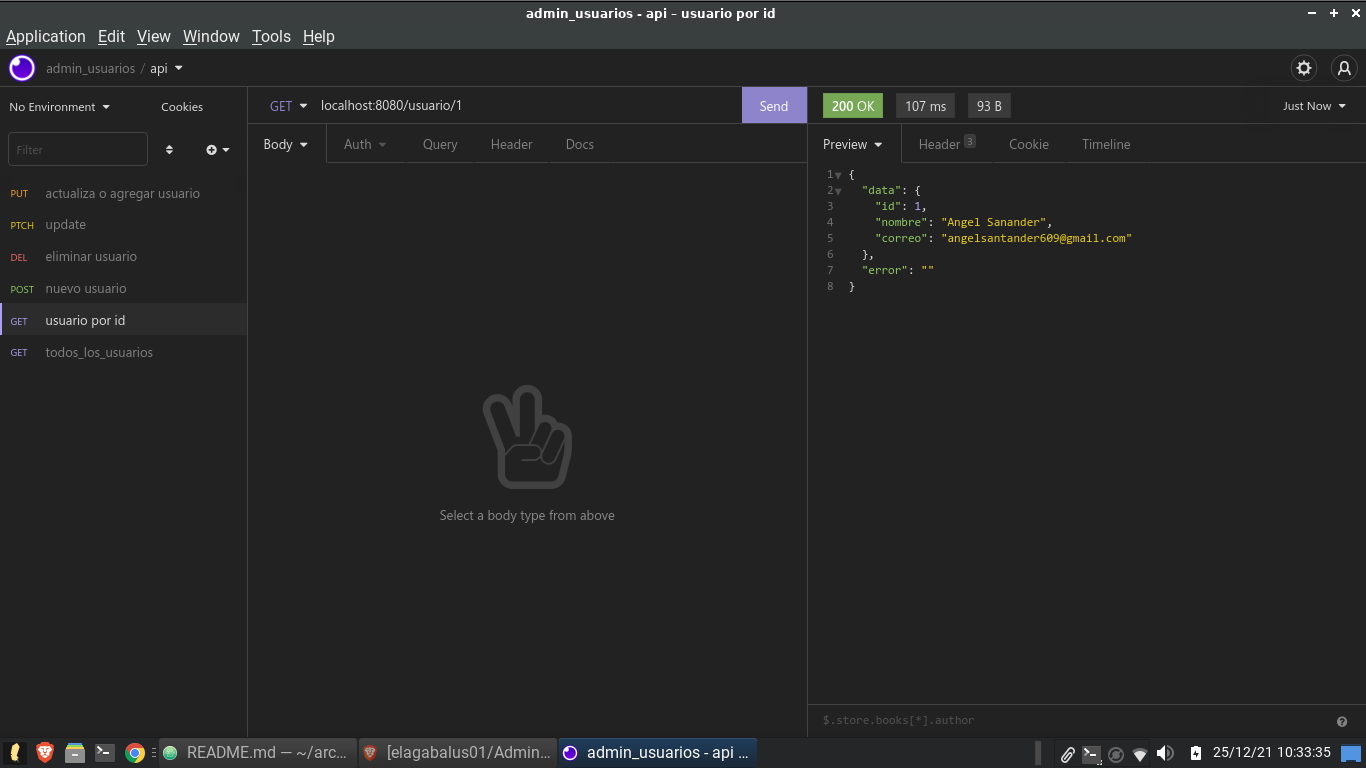 admin_usuarios - api – usuario por id
Application Edit View Window Tools Help
admin_usuarios / api
No Environment Cookies
Filter
PUT actualiza o agregar usuario
PTCH update
DEL eliminar usuario
POST nuevo usuario
GET usuario por id
GET todos_los_usuarios
GET localhost:8080/usuario/1 Send
Body Auth Query Header Docs
Select a body type from above
200 OK 107 ms 93 B Just Now
Preview Header 3 Cookie Timeline
1 {
2 "data": {
3 "id": 1,
4 "nombre": "Angel Sanander",
5 "correo": "angelsantander609@gmail.com"
6 },
7 "error": ""
8 }
$.store.books[*].author
README.md — ~/arc... [elagabalus01/Admin... admin_usuarios - api ... 25/12/21 10:33:35